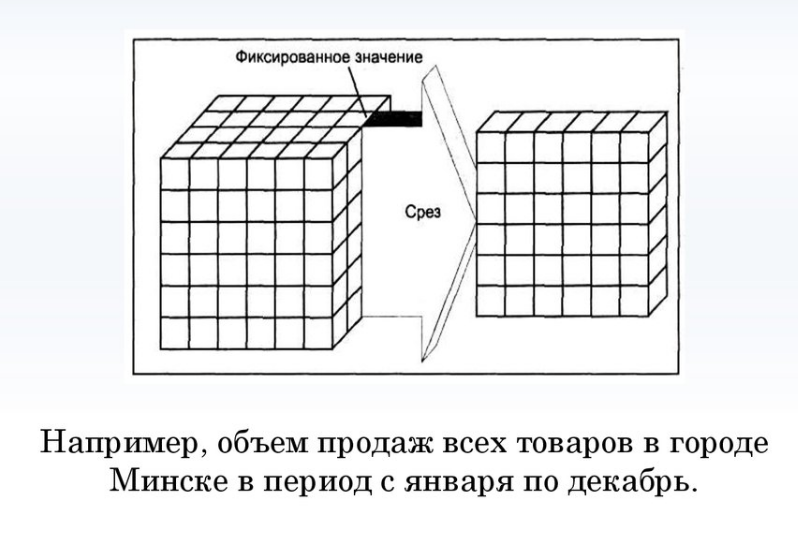 Фиксированное значение
Срез
Например, объем продаж всех товаров в городе
Минске в период с января по декабрь.